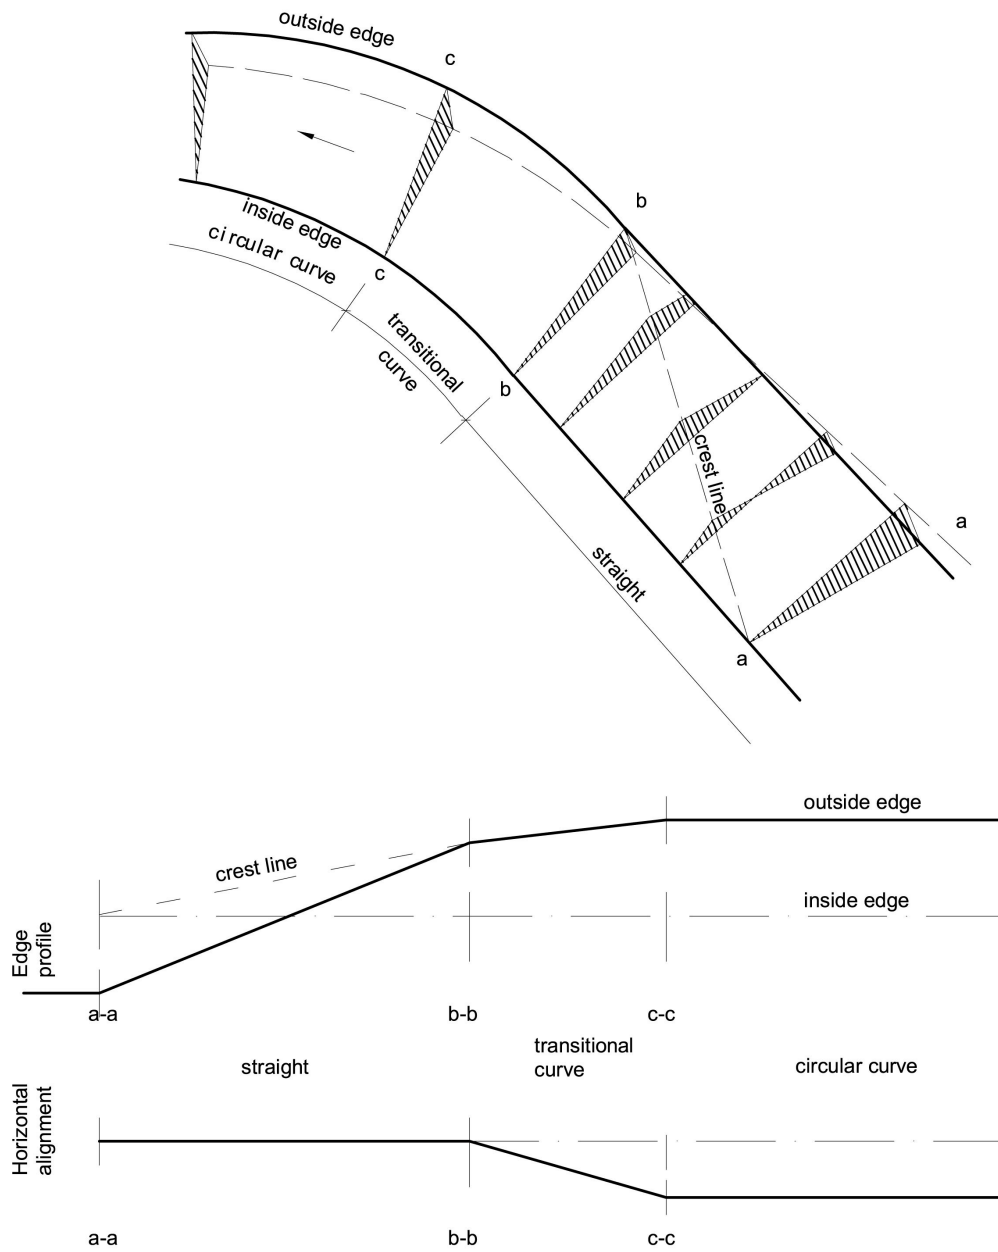 outside edge
c
b
inside edge
circular curve
c
transitional
curve
b
crest line
a
straight
a
outside edge
crest line
inside edge
Edge
profile
a-a
b-b
c-c
straight
transitional
curve
circular curve
Horizontal
alignment
a-a
b-b
c-c